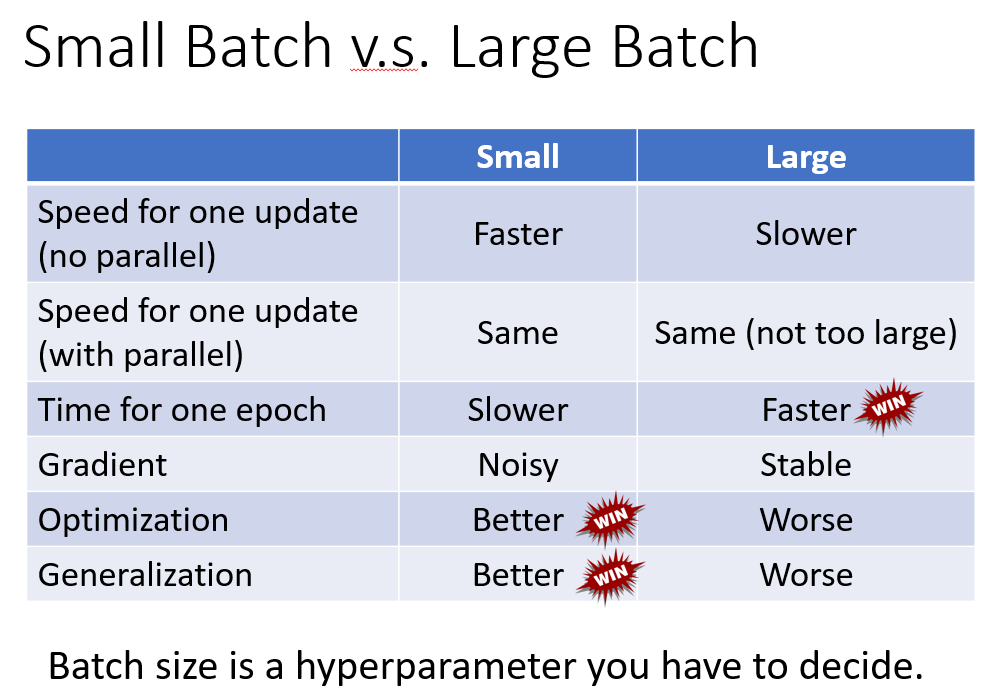 Small Batch v.s. Large Batch
Small Large
Speed for one update
(no parallel)
Faster Slower
Speed for one update
(with parallel)
Same Same (not too large)
Time for one epoch Slower Faster WIN
Gradient Noisy Stable
Optimization Better WIN Worse
Generalization Better WIN Worse
Batch size is a hyperparameter you have to decide.